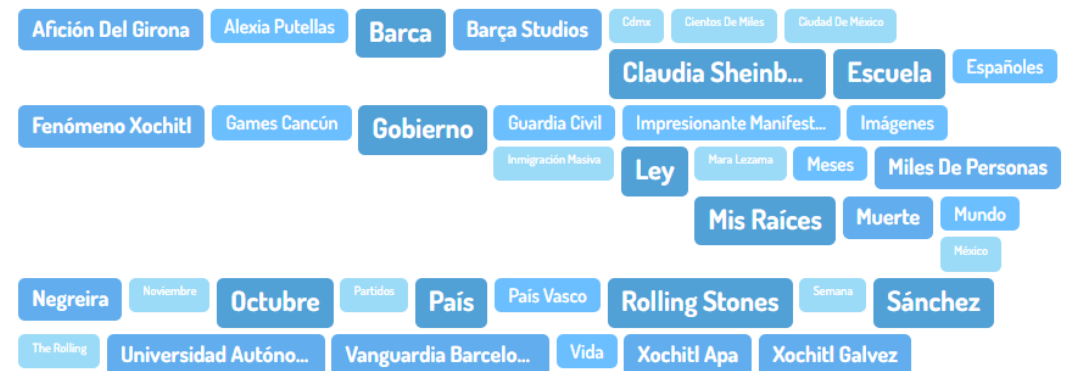 Afición Del Girona Alexia Putellas Barca Barça Studios Cdmx Cientos De Miles Ciudad De México
Claudia Sheinb... Escuela Españoles
Fenómeno Xochitl Games Cancún Gobierno Guardia Civil Impresionante Manifest... Imágenes
Inmigración Masiva Ley Mara Lezama Meses Miles De Personas
Mis Raíces Muerte Mundo
México
Negreira Noviembre Octubre Partidos País País Vasco Rolling Stones Semana Sánchez
The Rolling Universidad Autóno... Vanguardia Barcelo... Vida Xochitl Apa Xochitl Galvez